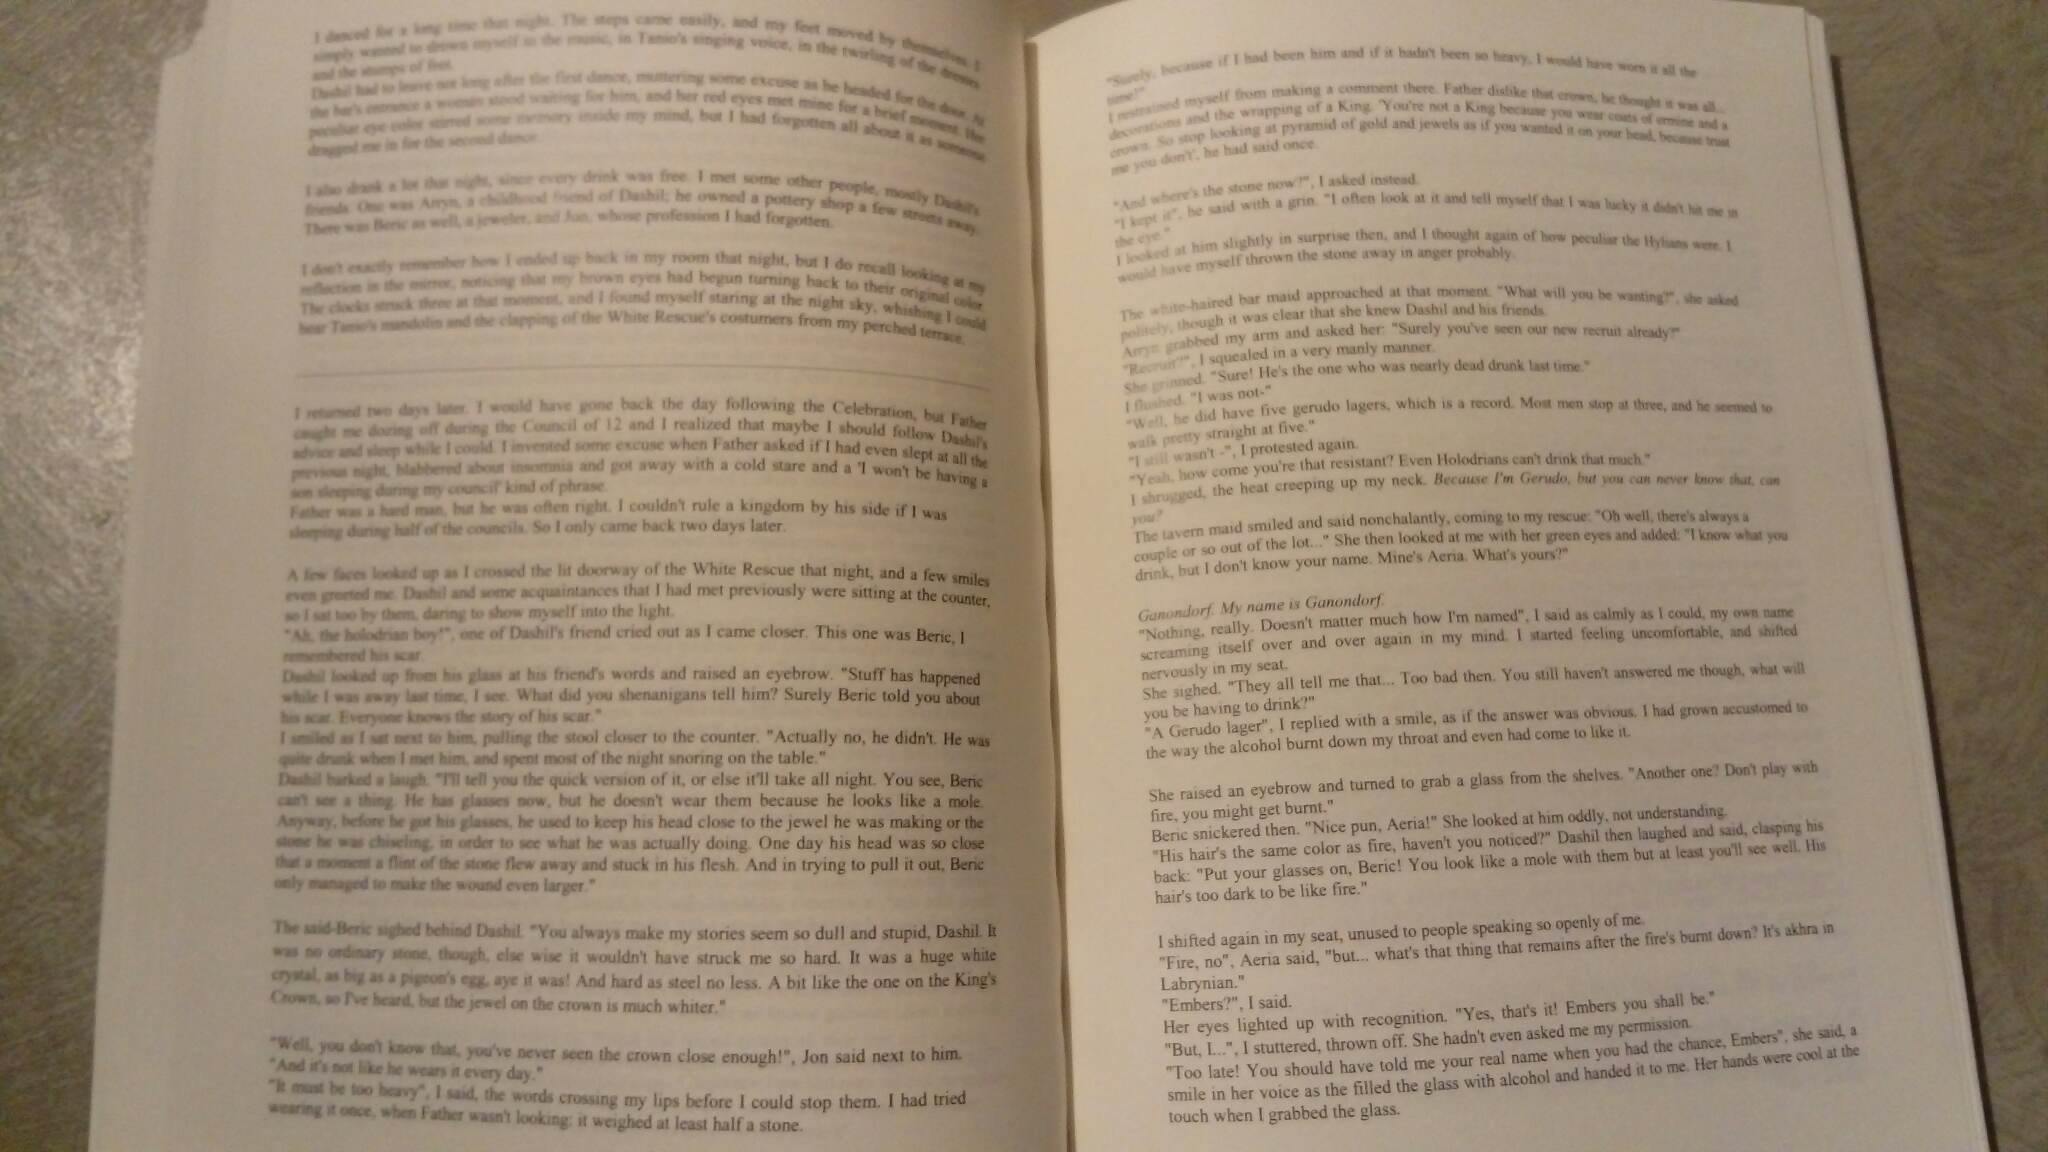 I danced for a long time that night. The steps came easily, and my feet moved by themselves. I
simply wanted to drown myself in the music, in Tanio's singing voice, in the twirling of the dresses
and the stomps of feet.
Dashil had to leave not long after the first dance, muttering some excuse as he headed for the door. At
the bar's entrance a woman stood waiting for him, and her red eyes met mine for a brief moment. Her
peculiar eye color stirred some memory inside my mind, but I had forgotten all about it as someone
dragged me in for the second dance.
I also drank a lot that night, since every drink was free. I met some other people, mostly Dashil's
friends. One was Arryn, a childhood friend of Dashil; he owned a pottery shop a few streets away.
There was Beric as well, a jeweler, and Jon, whose profession I had forgotten.
I don't exactly remember how I ended up back in my room that night, but I do recall looking at my
reflection in the mirror, noticing that my brown eyes had begun turning back to their original color.
The clocks struck three at that moment, and I found myself staring at the night sky, whishing I could
hear Tanio's mandolin and the clapping of the White Rescue's costumers from my perched terrace.
I returned two days later. I would have gone back the day following the Celebration, but Father
caught me dozing off during the Council of 12 and I realized that maybe I should follow Dashil's
advice and sleep while I could. I invented some excuse when Father asked if I had even slept at all the
previous night, blabbered about insomnia and got away with a cold stare and a 'I won't be having a
son sleeping during my council' kind of phrase.
Father was a hard man, but he was often right. I couldn't rule a kingdom by his side if I was
sleeping during half of the councils. So I only came back two days later.
A few faces looked up as I crossed the lit doorway of the White Rescue that night, and a few smiles
even greeted me. Dashil and some acquaintances that I had met previously were sitting at the counter,
so I sat too by them, daring to show myself into the light.
"Ah, the holodrian boy!", one of Dashil's friend cried out as I came closer. This one was Beric, I
remembered his scar.
Dashil looked up from his glass at his friend's words and raised an eyebrow. "Stuff has happened
while I was away last time, I see. What did you shenanigans tell him? Surely Beric told you about
his scar. Everyone knows the story of his scar."
I smiled as I sat next to him, pulling the stool closer to the counter. "Actually no, he didn't. He was
quite drunk when I met him, and spent most of the night snoring on the table."
Dashil barked a laugh. "I'll tell you the quick version of it, or else it'll take all night. You see, Beric
can't see a thing. He has glasses now, but he doesn't wear them because he looks like a mole.
Anyway, before he got his glasses, he used to keep his head close to the jewel he was making or the
stone he was chiseling, in order to see what he was actually doing. One day his head was so close
that a moment a flint of the stone flew away and stuck in his flesh. And in trying to pull it out, Beric
only managed to make the wound even larger."
The said-Beric sighed behind Dashil. "You always make my stories seem so dull and stupid, Dashil. It
was no ordinary stone, though, else wise it wouldn't have struck me so hard. It was a huge white
crystal, as big as a pigeon's egg, aye it was! And hard as steel no less. A bit like the one on the King's
Crown, so I've heard, but the jewel on the crown is much whiter."
"Well, you don't know that, you've never seen the crown close enough!", Jon said next to him.
"And it's not like he wears it every day."
"It must be too heavy", I said, the words crossing my lips before I could stop them. I had tried
wearing it once, when Father wasn't looking; it weighed at least half a stone.
"Surely, because if I had been him and if it hadn't been so heavy, I would have worn it all the
time!"
I restrained myself from making a comment there. Father dislike that crown, he thought it was all...
decorations and the wrapping of a King. 'You're not a King because you wear coats of ermine and a
crown. So stop looking at pyramid of gold and jewels as if you wanted it on your head, because trust
me you don't', he had said once.
"And where's the stone now?", I asked instead.
"I kept it", he said with a grin. "I often look at it and tell myself that I was lucky it didn't hit me in
the eye."
I looked at him slightly in surprise then, and I thought again of how peculiar the Hylians were. I
would have myself thrown the stone away in anger probably.
The white-haired bar maid approached at that moment. "What will you be wanting?", she asked
politely, though it was clear that she knew Dashil and his friends.
Arryn grabbed my arm and asked her: "Surely you've seen our new recruit already?"
"Recruit?", I squealed in a very manly manner.
She grinned. "Sure! He's the one who was nearly dead drunk last time."
I flushed. "I was not-"
"Well, he did have five gerudo lagers, which is a record. Most men stop at three, and he seemed to
walk pretty straight at five."
"I still wasn't -", I protested again.
"Yeah, how come you're that resistant? Even Holodrians can't drink that much."
I shrugged, the heat creeping up my neck. Because I'm Gerudo, but you can never know that, can
you?
The tavern maid smiled and said nonchalantly, coming to my rescue: "Oh well, there's always a
couple or so out of the lot..." She then looked at me with her green eyes and added: "I know what you
drink, but I don't know your name. Mine's Aeria. What's yours?"
Ganondorf. My name is Ganondorf.
"Nothing, really. Doesn't matter much how I'm named", I said as calmly as I could, my own name
screaming itself over and over again in my mind. I started feeling uncomfortable, and shifted
nervously in my seat.
She sighed. "They all tell me that... Too bad then. You still haven't answered me though, what will
you be having to drink?"
"A Gerudo lager", I replied with a smile, as if the answer was obvious. I had grown accustomed to
the way the alcohol burnt down my throat and even had come to like it.
She raised an eyebrow and turned to grab a glass from the shelves. "Another one? Don't play with
fire, you might get burnt."
Beric snickered then. "Nice pun, Aeria!" She looked at him oddly, not understanding.
"His hair's the same color as fire, haven't you noticed?" Dashil then laughed and said, clasping his
back: "Put your glasses on, Beric! You look like a mole with them but at least you'll see well. His
hair's too dark to be like fire."
I shifted again in my seat, unused to people speaking so openly of me.
"Fire, no", Aeria said, "but... what's that thing that remains after the fire's burnt down? It's akhra in
Labrynian."
"Embers?", I said.
Her eyes lighted up with recognition. "Yes, that's it! Embers you shall be."
"But, I...", I stuttered, thrown off. She hadn't even asked me my permission.
"Too late! You should have told me your real name when you had the chance, Embers", she said, a
smile in her voice as the filled the glass with alcohol and handed it to me. Her hands were cool at the
touch when I grabbed the glass.